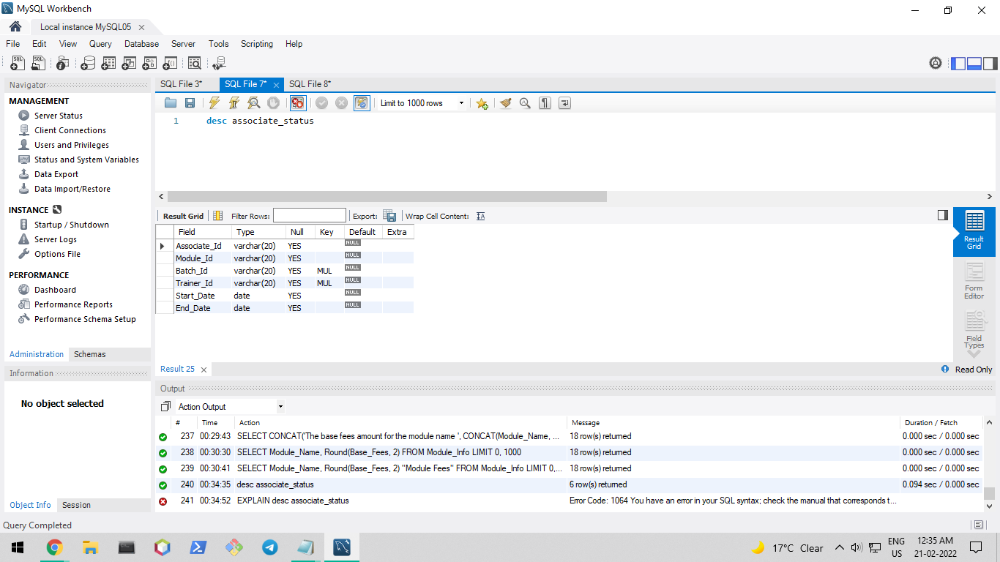 MySQL Workbench
Local instance MySQL05
File Edit View Query Database Server Tools Scripting Help
Navigator
MANAGEMENT
Server Status
Client Connections
Users and Privileges
Status and System Variables
Data Export
Data Import/Restore
INSTANCE
Startup / Shutdown
Server Logs
Options File
PERFORMANCE
Dashboard
Performance Reports
Performance Schema Setup
Administration Schemas
Information
No object selected
Object Info Session
SQL File 3* SQL File 7* SQL File 8*
Limit to 1000 rows
1 desc associate_status
Result Grid Filter Rows: Export: Wrap Cell Content:
Field Type Null Key Default Extra
Associate_Id varchar(20) YES NULL
Module_Id varchar(20) YES NULL
Batch_Id varchar(20) YES MUL NULL
Trainer_Id varchar(20) YES MUL NULL
Start_Date date YES NULL
End_Date date YES NULL
Result
Grid
Form
Editor
Field
Types
Result 25
Read Only
Output
Action Output
# Time Action Message Duration / Fetch
237 00:29:43 SELECT CONCAT('The base fees amount for the module name ', CONCAT(Module_Name, ... 18 row(s) returned 0.000 sec / 0.000 sec
238 00:30:30 SELECT Module_Name, Round(Base_Fees, 2) FROM Module_Info LIMIT 0, 1000 18 row(s) returned 0.000 sec / 0.000 sec
239 00:30:41 SELECT Module_Name, Round(Base_Fees, 2) "Module Fees" FROM Module_Info LIMIT 0,... 18 row(s) returned 0.000 sec / 0.000 sec
240 00:34:35 desc associate_status 6 row(s) returned 0.094 sec / 0.000 sec
241 00:34:52 EXPLAIN desc associate_status Error Code: 1064 You have an error in your SQL syntax; check the manual that corresponds t...
Query Completed
17°C Clear
ENG
US
12:35 AM
21-02-2022